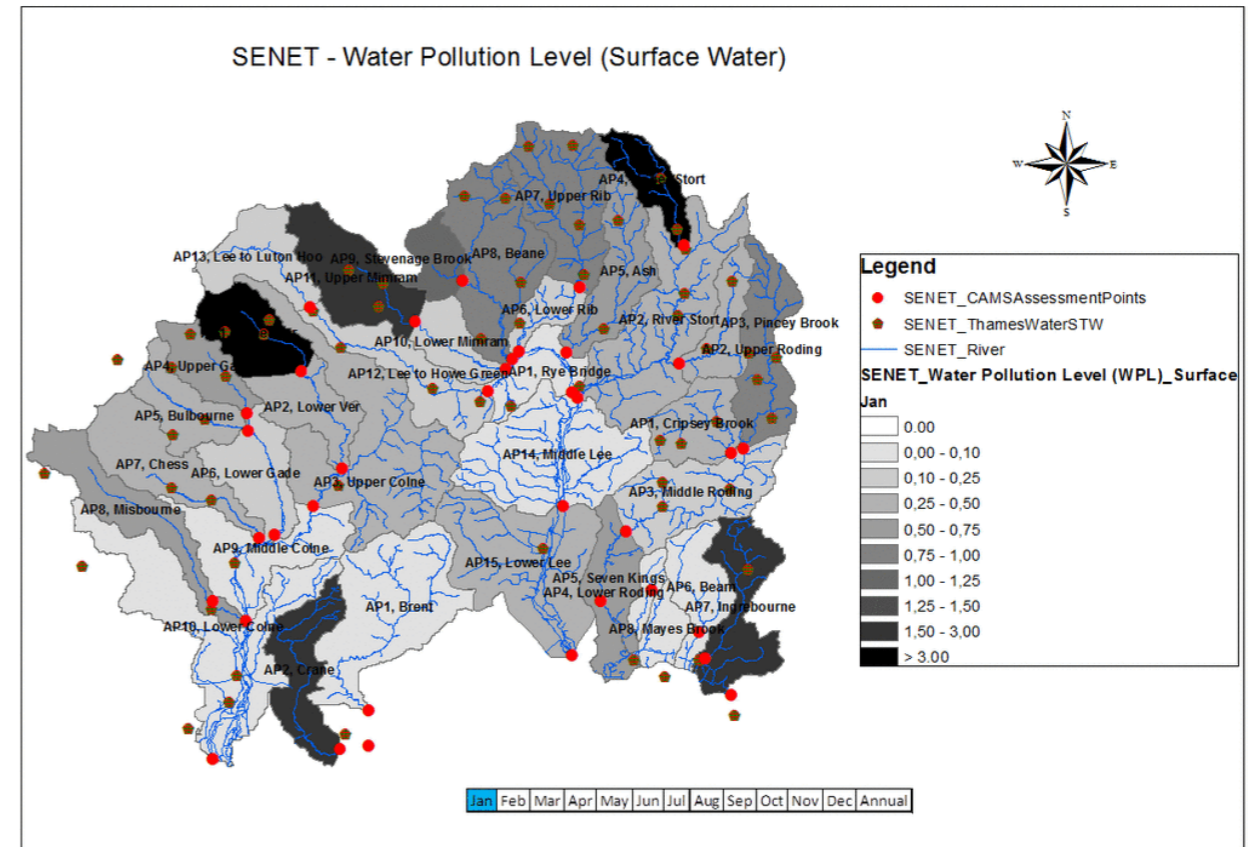 SENET - Water Pollution Level (Surface Water)
N
W
E
S
AP4,
Stort
AP7, Upper Rib
AP13, Lee to Luton Hoo
AP9, Stevenage Brook
AP8, Beane
AP11, Upper Mimram
AP5, Ash
AP6, Lower Rib
AP2, River Stort
AP3, Pincey Brook
AP10, Lower Mimram
AP2, Upper Roding
AP4, Upper Ga
AP12, Lee to Howe Green
AP1, Rye Bridge
AP5, Bulbourne
AP2, Lower Ver
AP1, Cripsey Brook
AP7, Chess
AP6, Lower Gade
AP14, Middle Lee
AP3, Upper Colne
AP3, Middle Roding
AP8, Misbourne
AP9, Middle Colne
AP15, Lower Lee
AP5, Seven Kings
AP4, Lower Roding
AP6, Beam
AP7, Ingrebourne
AP1, Brent
AP10, Lower Colne
AP8, Mayes Brook
AP2, Crane
Legend
SENET_CAMSAssessmentPoints
SENET_ThamesWaterSTW
SENET_River
SENET_Water Pollution Level (WPL)_Surface
Jan
0.00
0,00 - 0,10
0,10 - 0.25
0,25 - 0,50
0,50 - 0,75
0,75 - 1,00
1,00 - 1,25
1,25 - 1,50
1,50 - 3,00
> 3.00
Jan Feb Mar Apr May Jun Jul Aug Sep Oct Nov Dec Annual